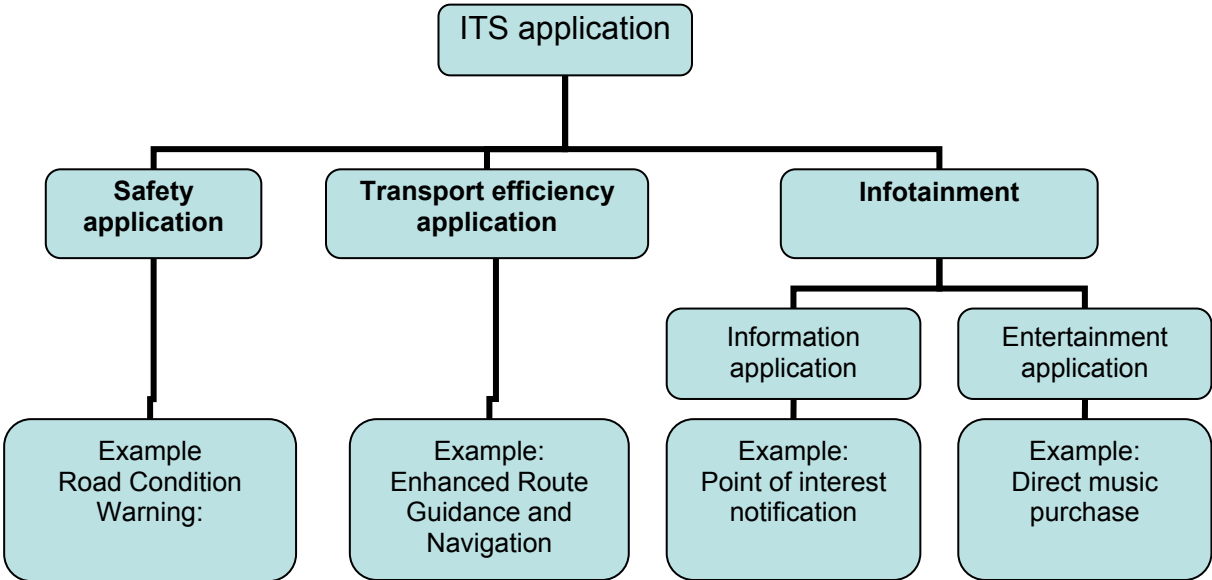 ITS application
Safety
application
Transport efficiency
application
Infotainment
Information
application
Entertainment
application
Example
Road Condition
Warning:
Example:
Enhanced Route
Guidance and
Navigation
Example:
Point of interest
notification
Example:
Direct music
purchase